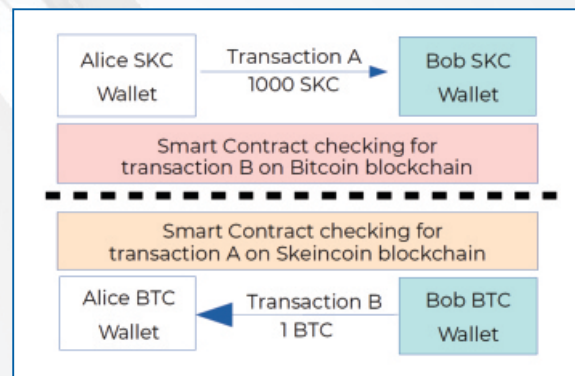 Alice SKC
Wallet
Transaction A
1000 SKC
Bob SKC
Wallet
Smart Contract checking for
transaction B on Bitcoin blockchain
Smart Contract checking for
transaction A on Skeincoin blockchain
Alice BTC
Wallet
Transaction B
1 BTC
Bob BTC
Wallet